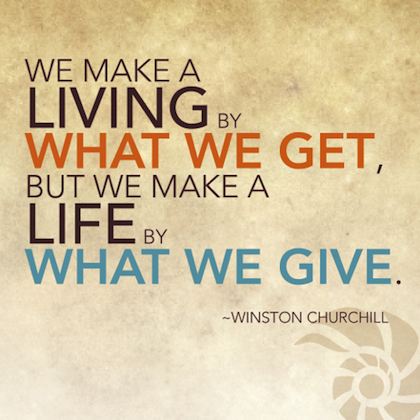 WE MAKE A
LIVING BY
WHAT WE GET,
BUT WE MAKE A
LIFE BY
WHAT WE GIVE.
~WINSTON CHURCHILL